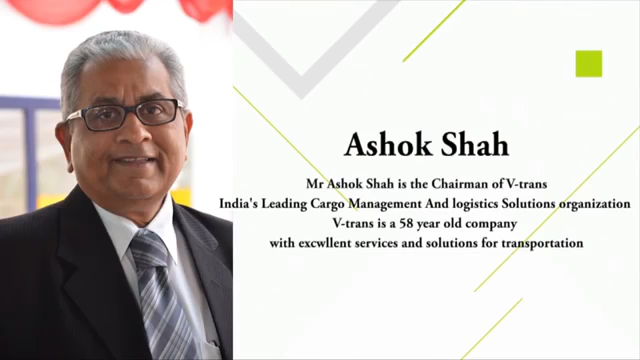 Ashok Shah
Mr Ashok Shah is the Chairman of V-trans
India's Leading Cargo Management And logistics Solutions organization
V-trans is a 58 year old company
with excwllent services and solutions for transportation